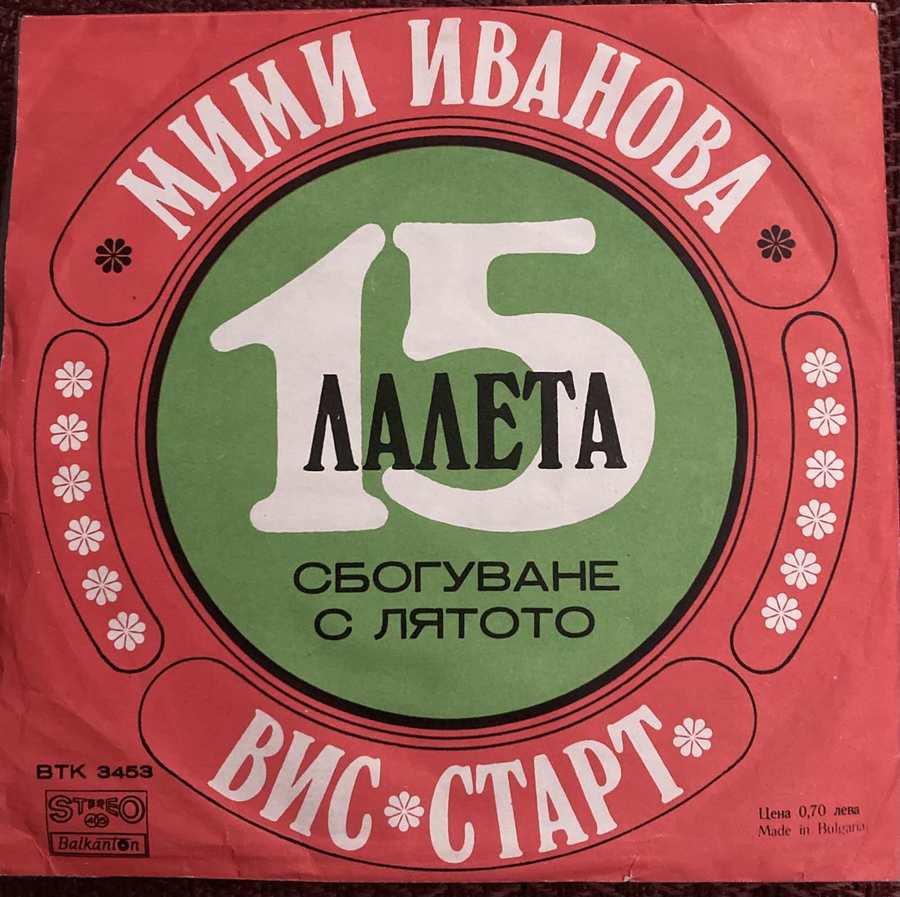 МИМИ ИВАНОВА
15
ЛАЛЕТА
СБОГУВАНЕ
С ЛЯТОТО
ВИС СТАРТ
ВТК 3453
STEREO
Balkanton
Цена 0,70 лева
Made in Bulgaria